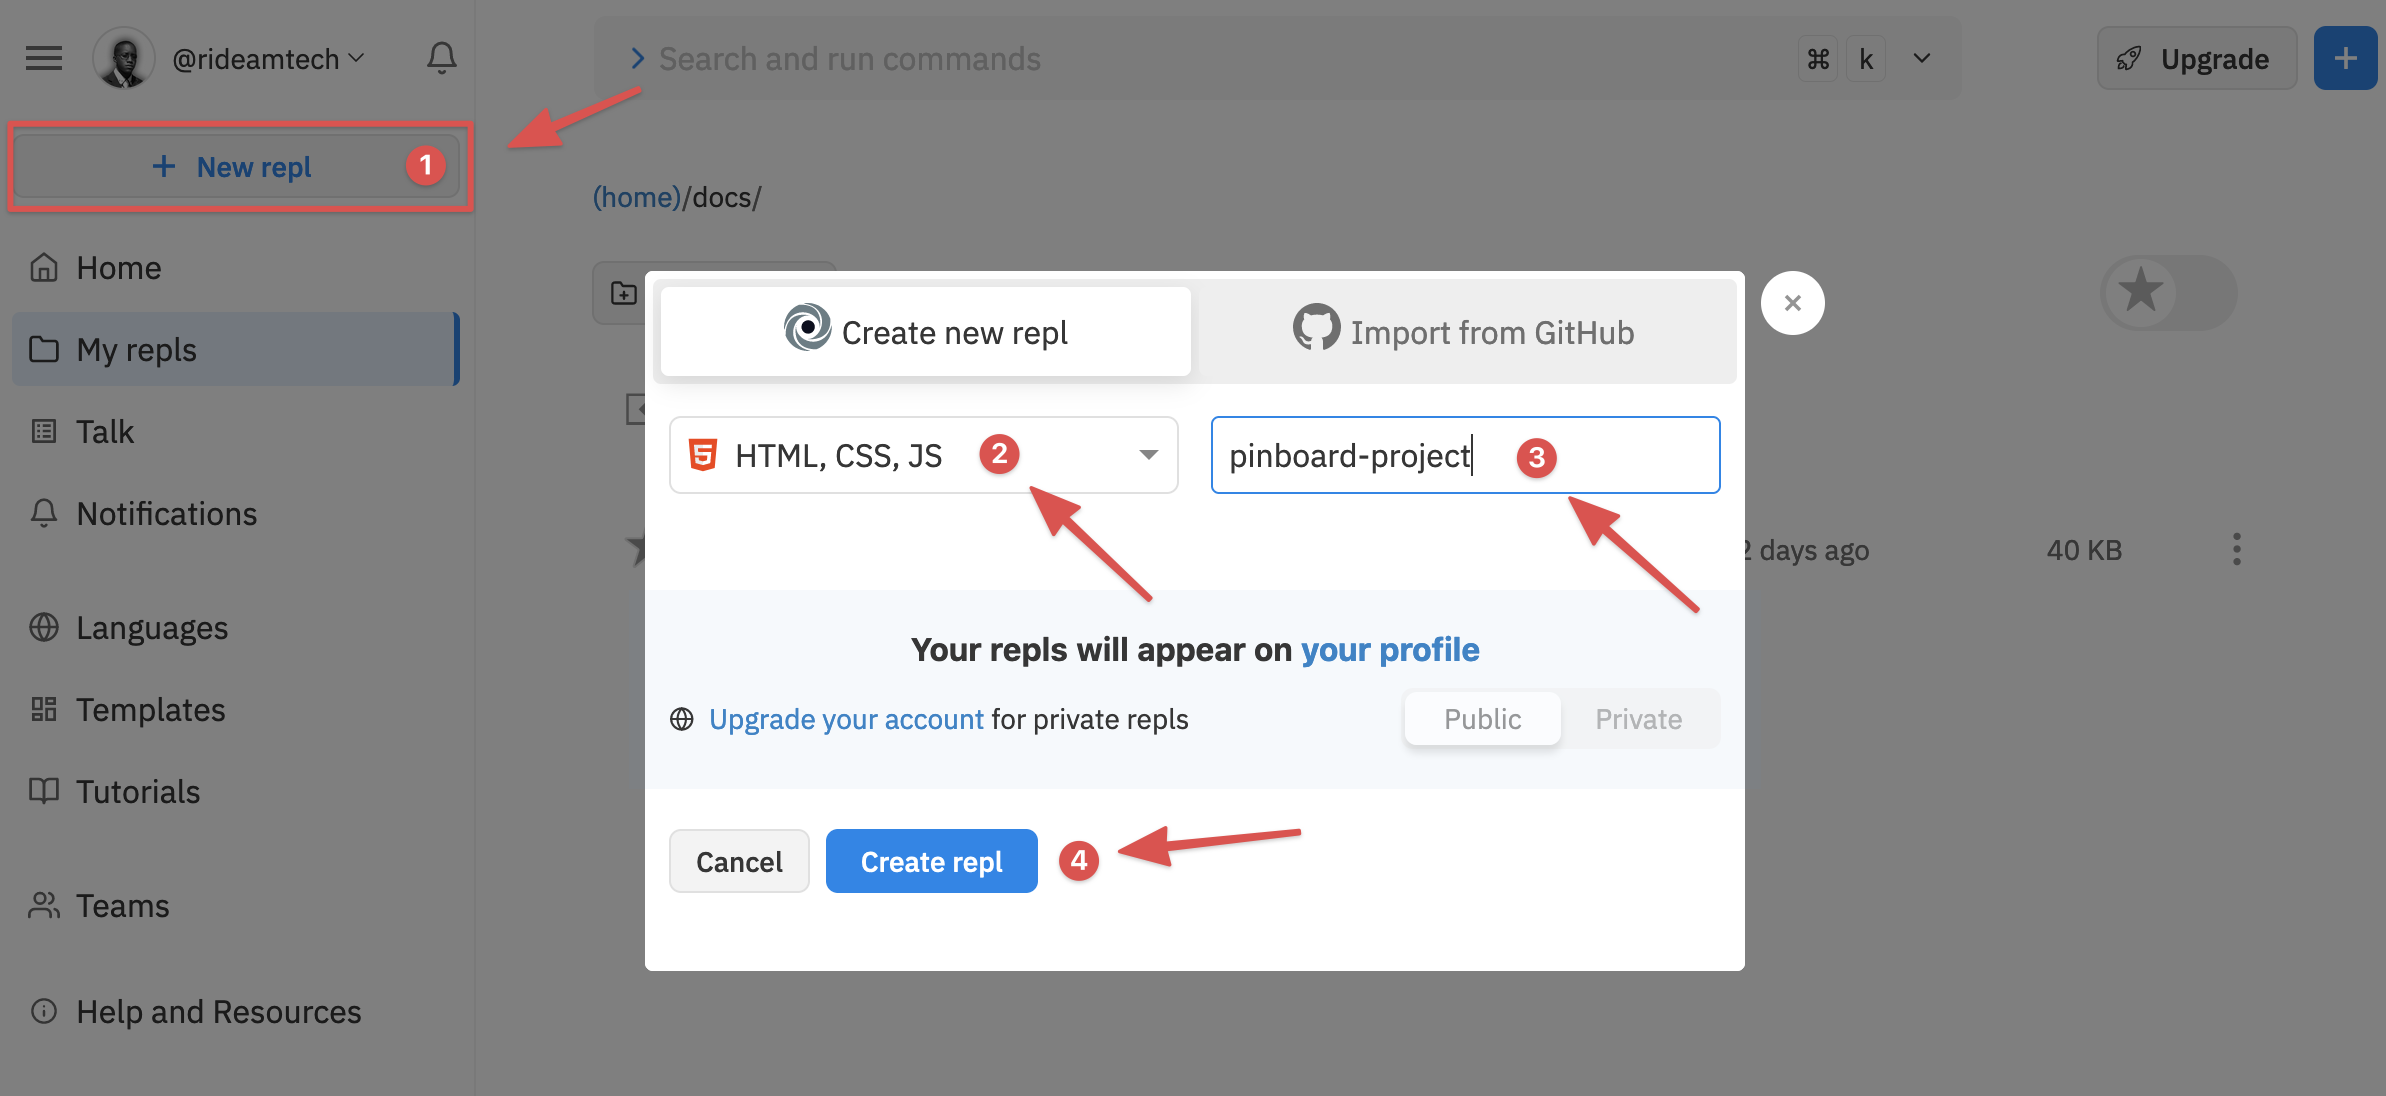 @rideamtech
Search and run commands
⌘ k
Upgrade
+ New repl 1
(home)/docs/
Home
My repls
Talk
Notifications
Languages
Templates
Tutorials
Teams
Help and Resources
Create new repl
Import from GitHub
HTML, CSS, JS 2
pinboard-project 3
2 days ago
40 KB
Your repls will appear on your profile
Upgrade your account for private repls
Public
Private
Cancel
Create repl 4